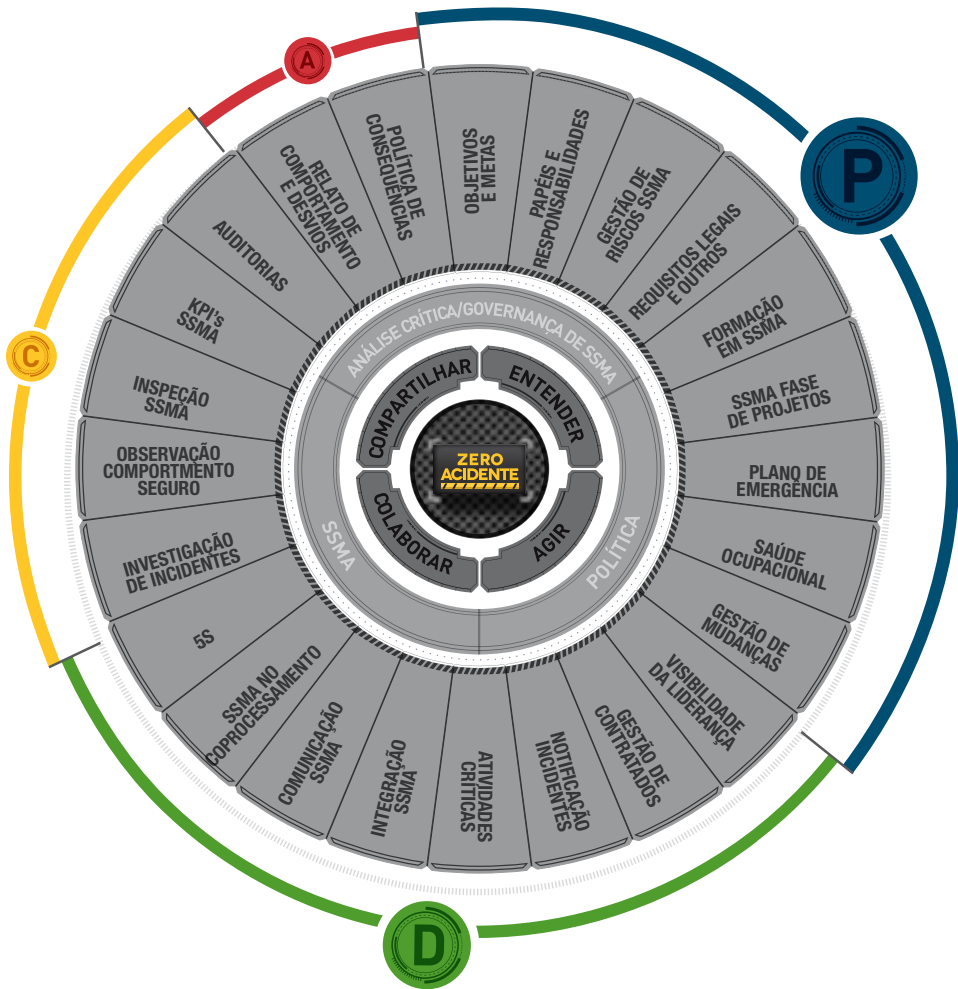 A
P
C
D
OBJETIVOS
E METAS
PAPÉIS E
RESPONSABILIDADES
GESTÃO DE
RISCOS SSMA
REQUISITOS LEGAIS
E OUTROS
FORMAÇÃO
EM SSMA
SSMA FASE
DE PROJETOS
PLANO DE
EMERGÊNCIA
SAÚDE
OCUPACIONAL
GESTÃO DE
MUDANÇAS
VISIBILIDADE
DA LIDERANÇA
GESTÃO DE
CONTRATADOS
NOTIFICAÇÃO
INCIDENTES
ATIVIDADES
CRÍTICAS
INTEGRAÇÃO
SSMA
COMUNICAÇÃO
SSMA
SSMA NO
COPROCESSAMENTO
5S
INVESTIGAÇÃO
DE INCIDENTES
OBSERVAÇÃO
COMPORTMENTO
SEGURO
INSPEÇÃO
SSMA
KPI's
SSMA
AUDITORIAS
RELATO DE
COMPORTAMENTO
E DESVIOS
POLÍTICA DE
CONSEQUÊNCIAS
ANÁLISE CRÍTICA/GOVERNANÇA DE SSMA
POLÍTICA
SSMA
COMPARTILHAR
ENTENDER
AGIR
COLABORAR
ZERO
ACIDENTE